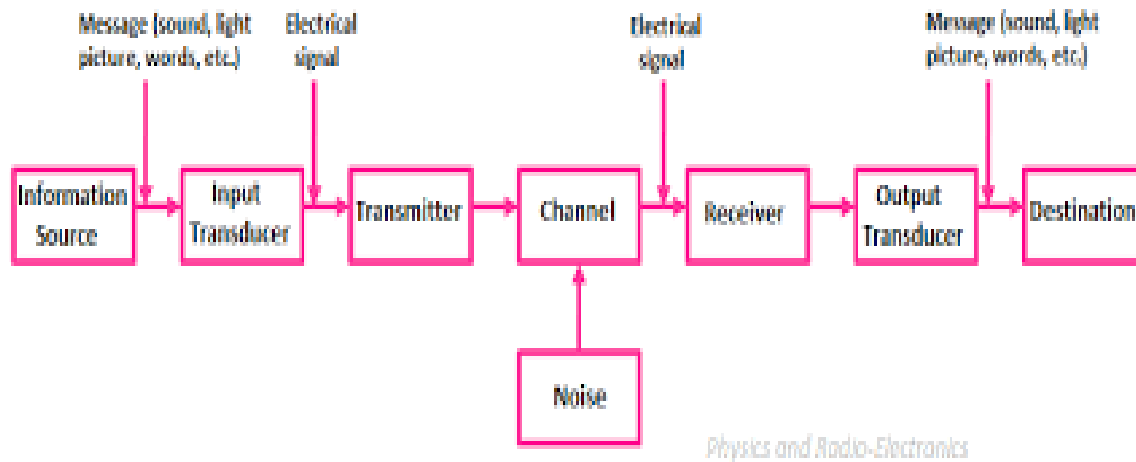 Message (sound, light
picture, words, etc.)
Electrical
signal
Electrical
signal
Message (sound, light
picture, words, etc.)
Information
Source
Input
Transducer
Transmitter
Channel
Receiver
Output
Transducer
Destination
Noise
Physics and Radio-Electronics